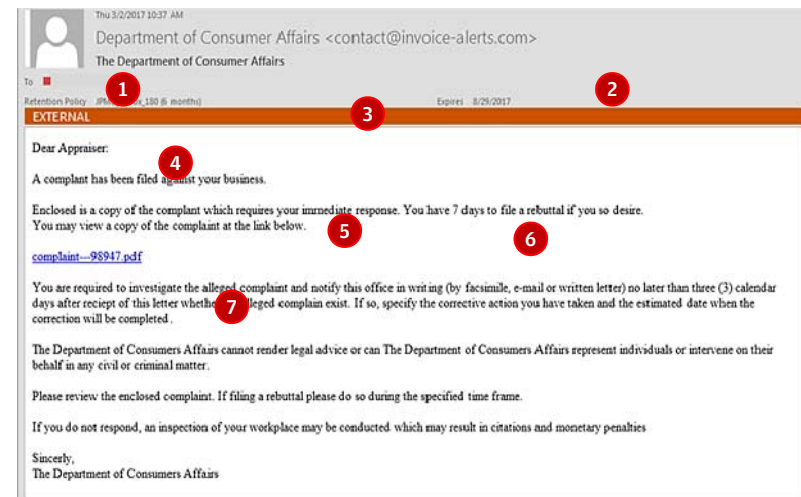 Thu 3/2/2017 10:37 AM
Department of Consumer Affairs <contact@invoice-alerts.com>
The Department of Consumer Affairs
To
1
2
Retention Policy 180 (6 months) Expires 8/29/2017
EXTERNAL
3
Dear Appraiser:
4
A complant has been filed against your business.
Enclosed is a copy of the complant which requires your immediate response. You have 7 days to file a rebuttal if you so desire.
You may view a copy of the complaint at the link below.
5
6
complaint---98947.pdf
You are required to investigate the alleged complaint and notify this office in writing (by facsimile, e-mail or written letter) no later than three (3) calendar
days after reciept of this letter whether alleged complain exist. If so, specify the corrective action you have taken and the estimated date when the
7
correction will be completed.
The Department of Consumers Affairs cannot render legal advice or can The Department of Consumers Affairs represent individuals or intervene on their
behalf in any civil or criminal matter.
Please review the enclosed complaint. If filing a rebuttal please do so during the specified time frame.
If you do not respond, an inspection of your workplace may be conducted which may result in citations and monetary penalties
Sincerly,
The Department of Consumers Affairs